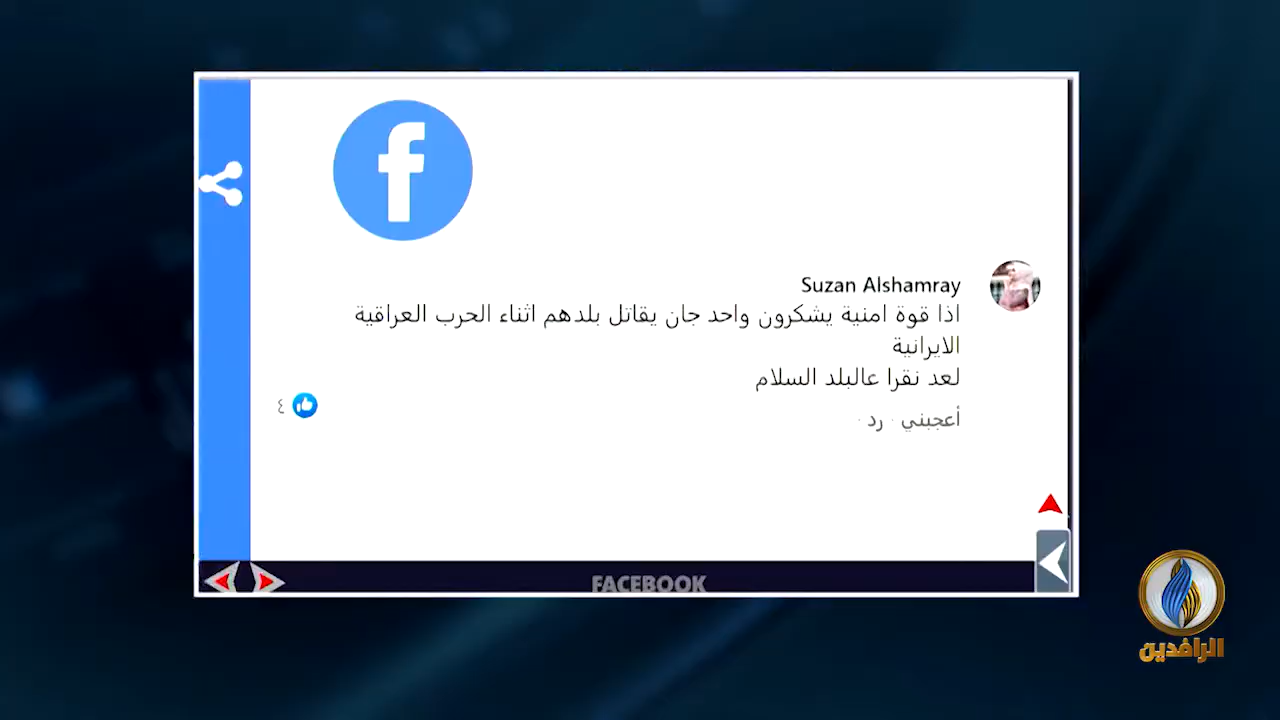 Suzan Alshamray
اذا قوة امنية يشكرون واحد جان يقاتل بلدهم اثناء الحرب العراقية
الايرانية
لعد نقرا عالبلد السلام
٤
أعجبني · رد ·
FACEBOOK
الرافدين